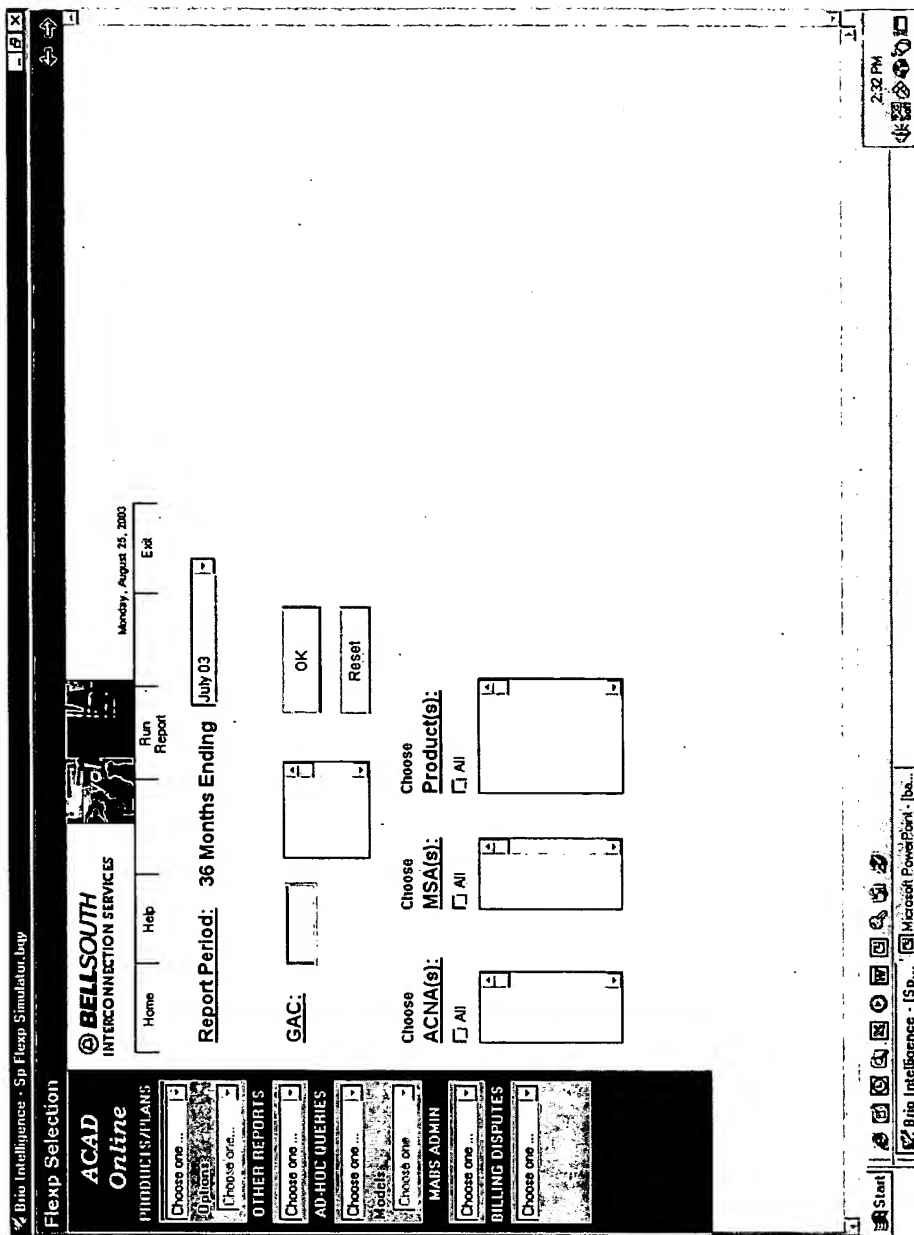 Brio Intelligence - Sp Flexp Simulator.bqy
Flexp Selection
ACAD
Online
PRODUCTS/PLANS
Choose one ...
Options
Choose one...
OTHER REPORTS
Choose one ...
AD-HOC QUERIES
Choose one ...
Models
Choose one
MABS ADMIN
Choose one ...
BILLING DISPUTES
Choose one ...
BELLSOUTH
INTERCONNECTION SERVICES
Monday, August 25, 2003
Home
Help
Run
Report
Exit
Report Period: 36 Months Ending
July 03
GAC:
OK
Reset
Choose
ACNA(s):
All
Choose
MSA(s):
All
Choose
Product(s):
All
Start
Brio Intelligence - [Sp...
Microsoft PowerPoint - [ba...
2:32 PM